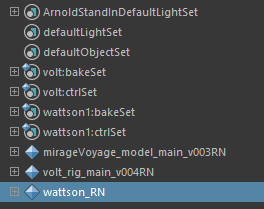 ArnoldStandInDefaultLightSet
defaultLightSet
defaultObjectSet
volt:bakeSet
volt:ctrlSet
wattson1:bakeSet
wattson1:ctrlSet
mirageVoyage_model_main_v003RN
volt_rig_main_v004RN
wattson_RN